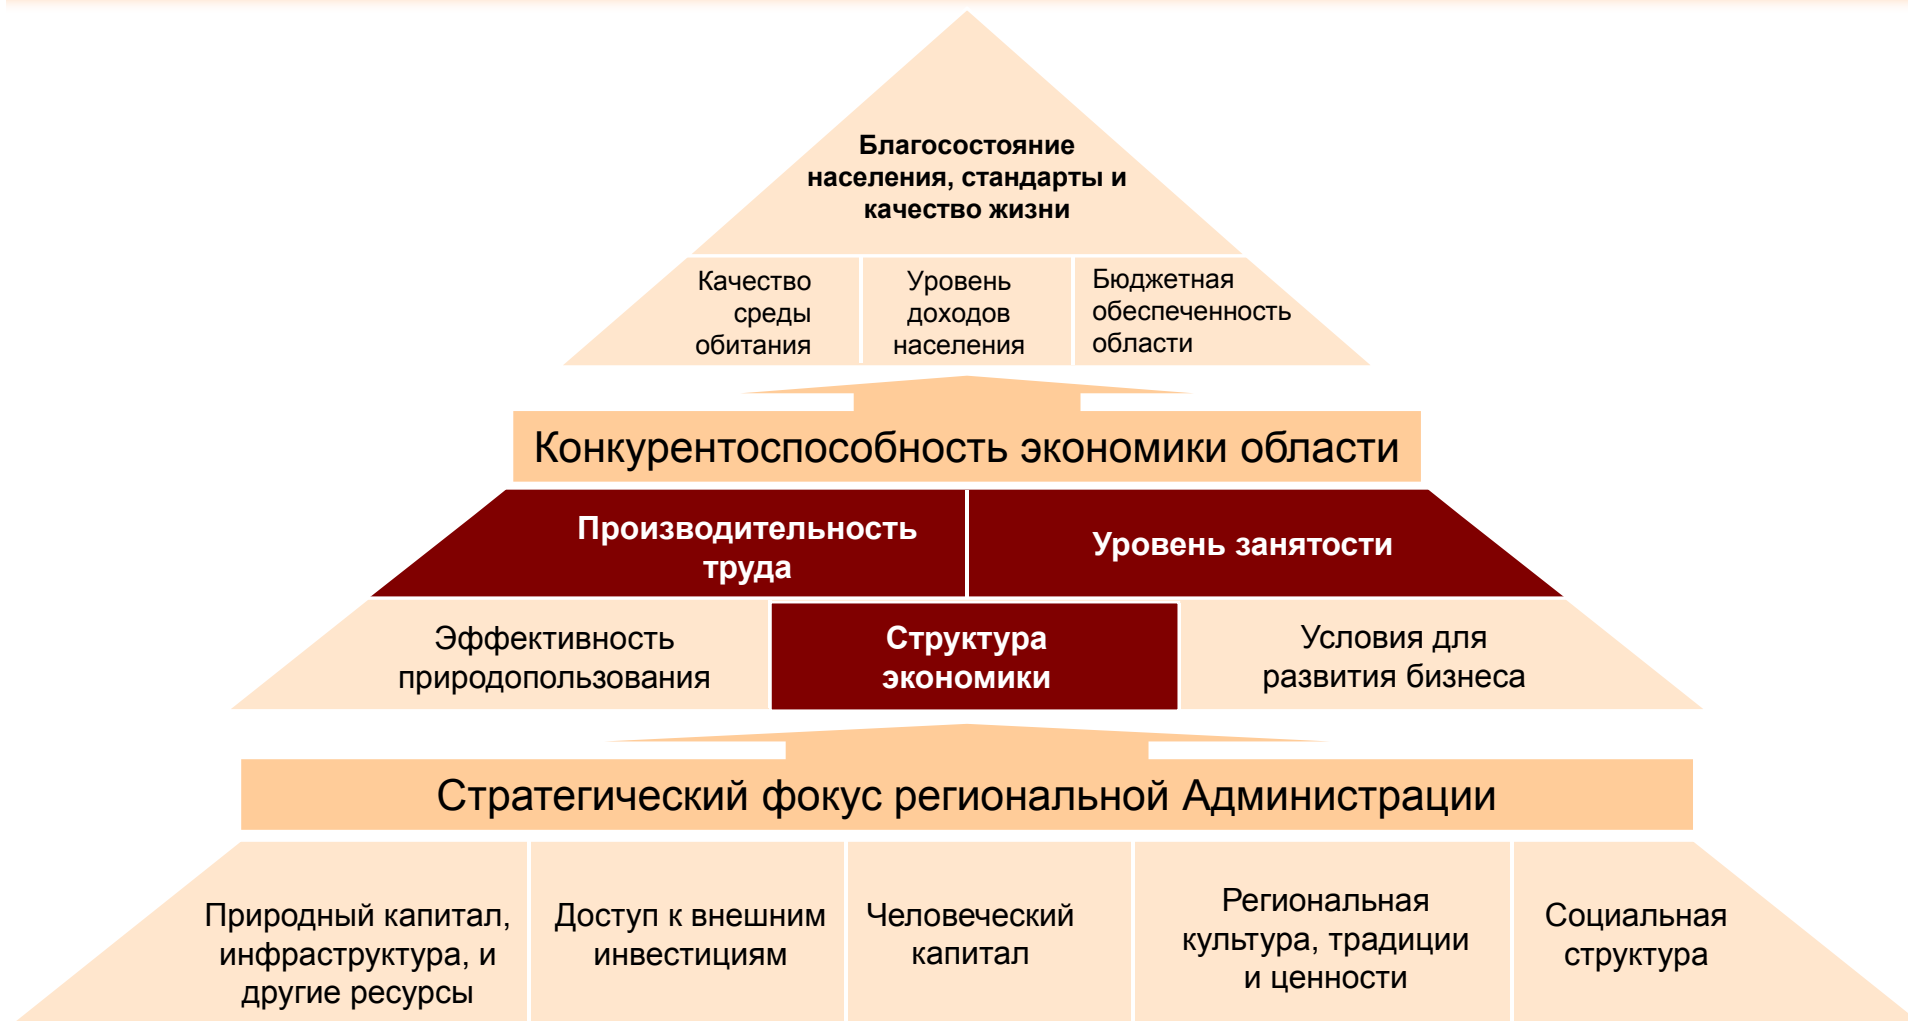 Благосостояние
населения, стандарты и
качество жизни
Качество
среды
обитания
Уровень
доходов
населения
Бюджетная
обеспеченность
области
Конкурентоспособность экономики области
Производительность
труда
Уровень занятости
Эффективность
природопользования
Структура
экономики
Условия для
развития бизнеса
Стратегический фокус региональной Администрации
Природный капитал,
инфраструктура, и
другие ресурсы
Доступ к внешним
инвестициям
Человеческий
капитал
Региональная
культура, традиции
и ценности
Социальная
структура